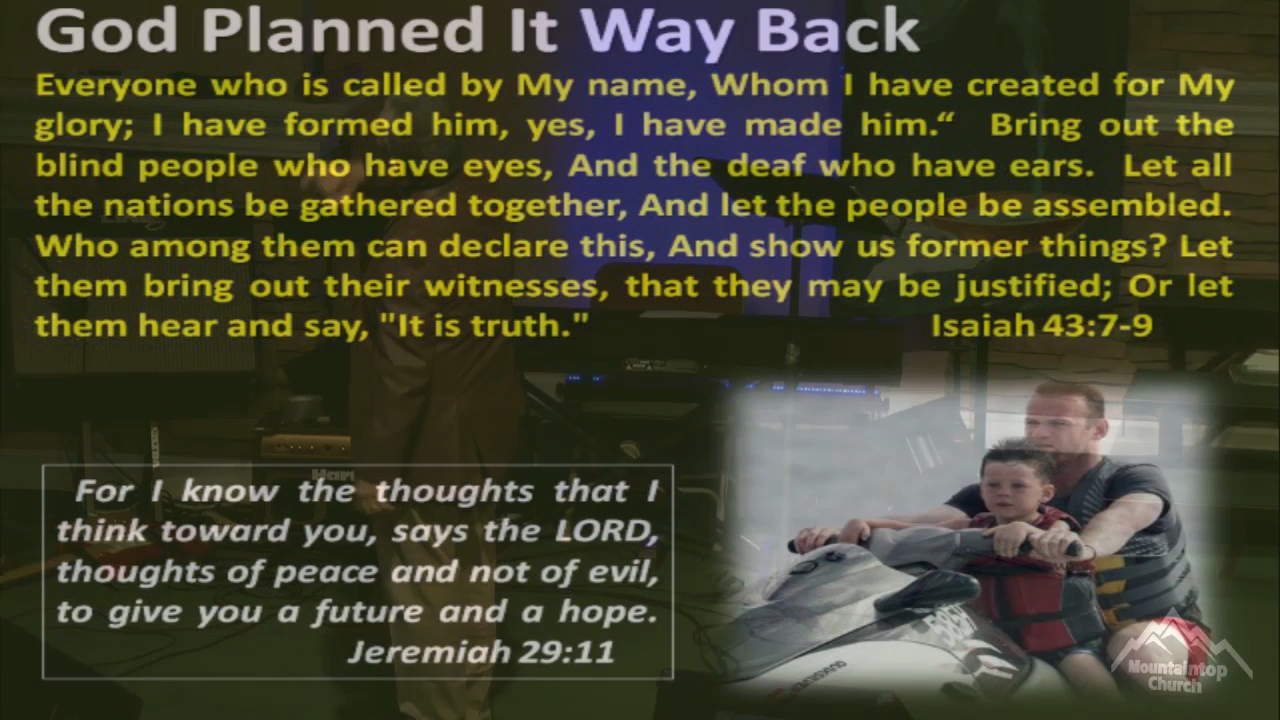 God Planned It Way Back
Everyone who is called by My name, Whom I have created for My
glory; I have formed him, yes, I have made him.“ Bring out the
blind people who have eyes, And the deaf who have ears. Let all
the nations be gathered together, And let the people be assembled.
Who among them can declare this, And show us former things? Let
them bring out their witnesses, that they may be justified; Or let
them hear and say, "It is truth." Isaiah 43:7-9
For I know the thoughts that I
think toward you, says the LORD,
thoughts of peace and not of evil,
to give you a future and a hope.
Jeremiah 29:11
Mountaintop
Church